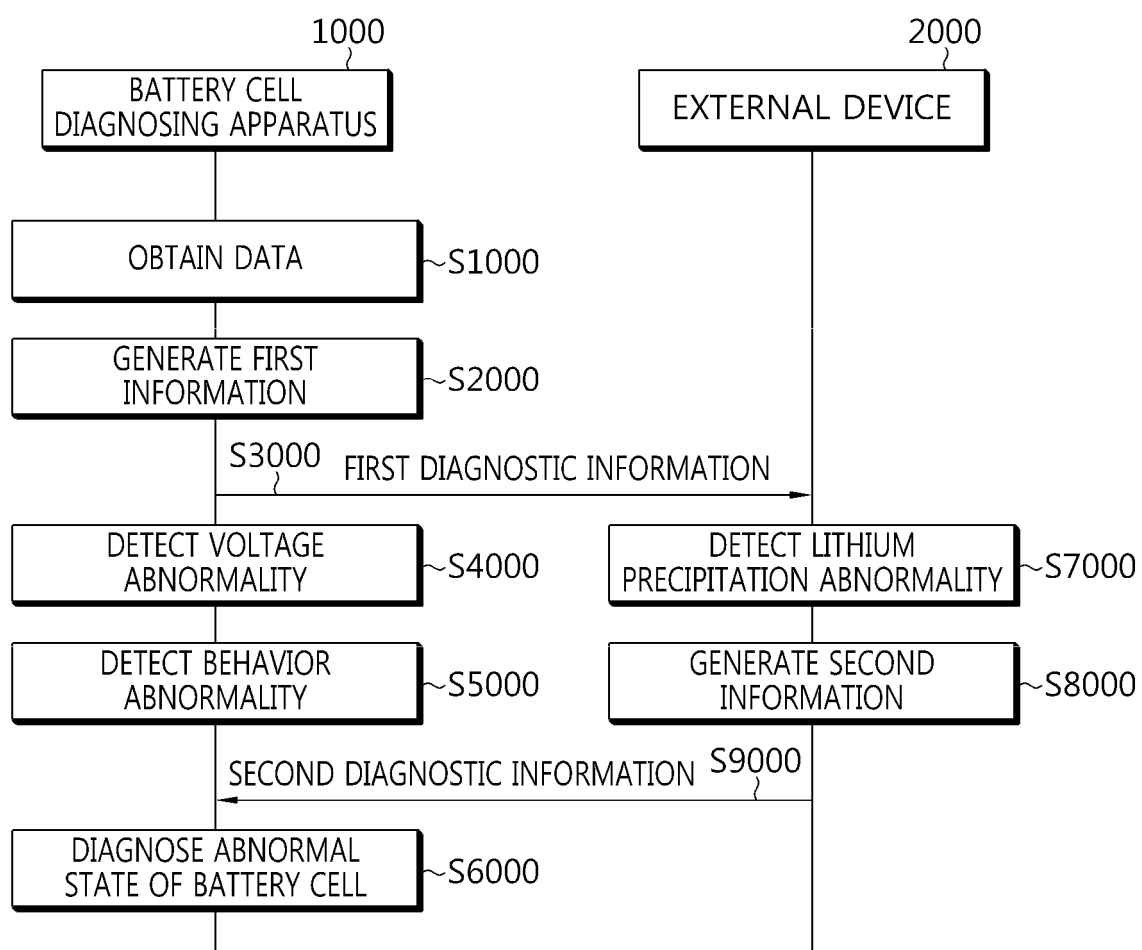 1000
2000
BATTERY CELL
DIAGNOSING APPARATUS
EXTERNAL DEVICE
OBTAIN DATA
S1000
GENERATE FIRST
INFORMATION
S2000
S3000
FIRST DIAGNOSTIC INFORMATION
DETECT VOLTAGE
ABNORMALITY
S4000
DETECT LITHIUM
PRECIPITATION ABNORMALITY
S7000
DETECT BEHAVIOR
ABNORMALITY
S5000
GENERATE SECOND
INFORMATION
S8000
SECOND DIAGNOSTIC INFORMATION
S9000
DIAGNOSE ABNORMAL
STATE OF BATTERY CELL
S6000